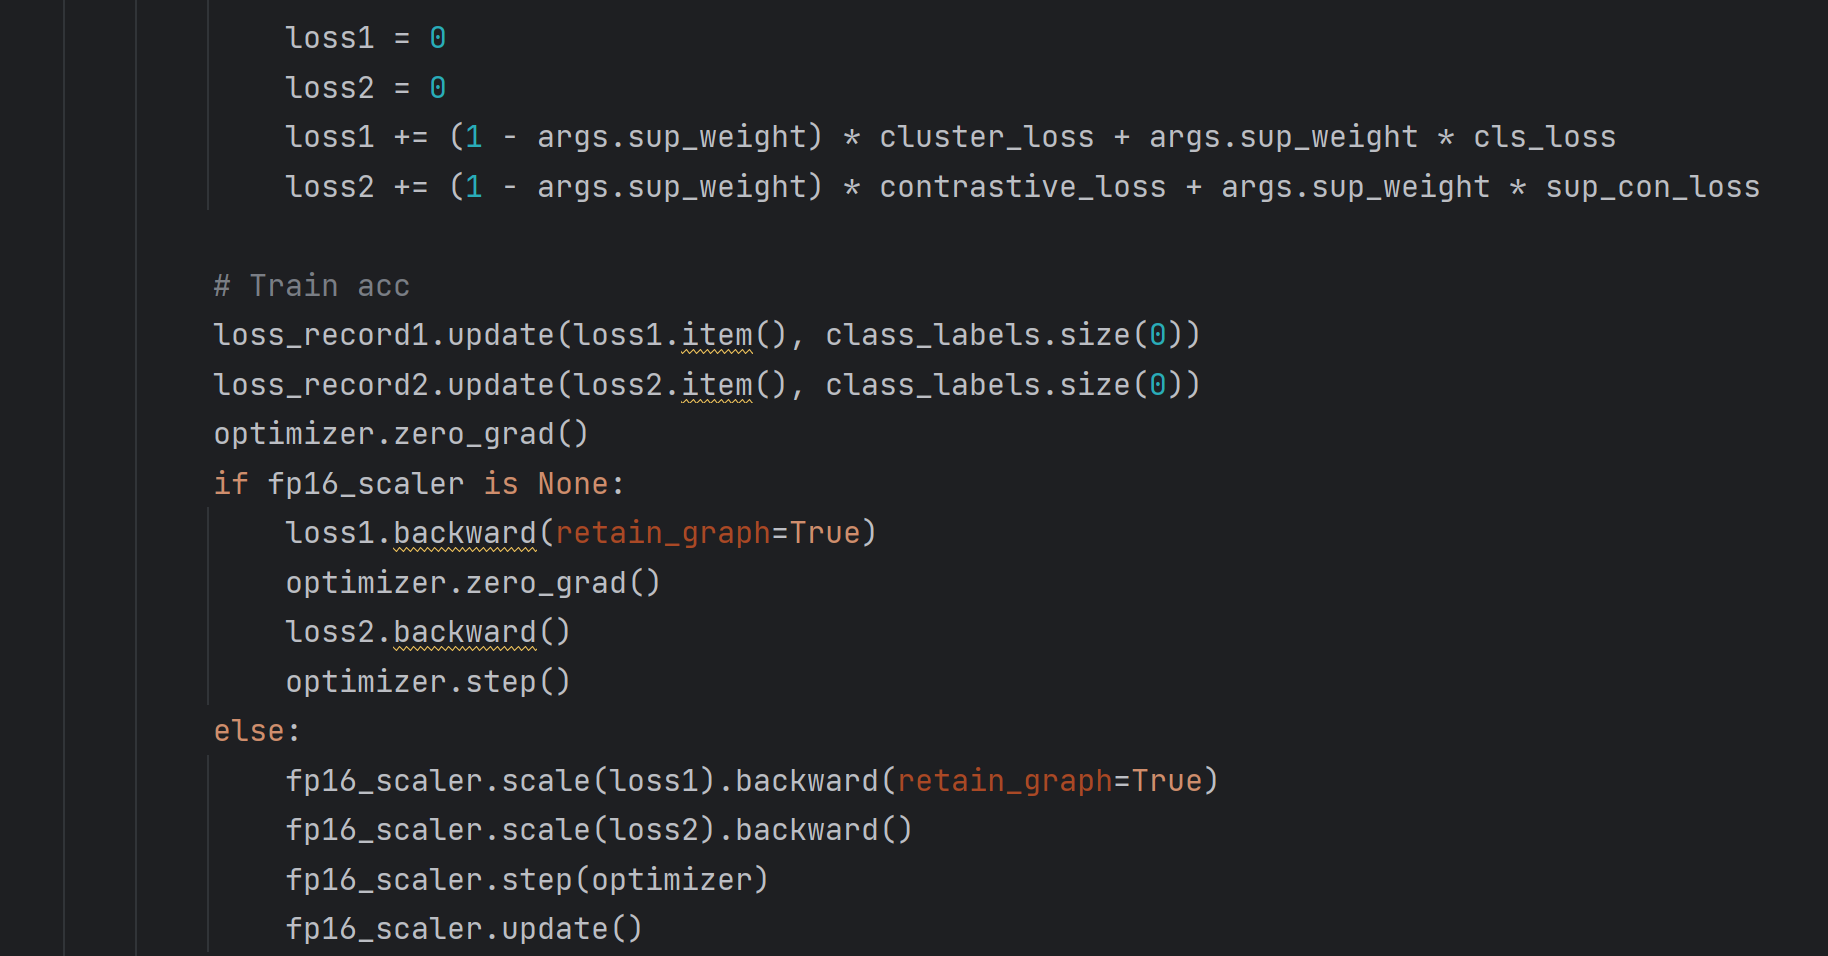 loss1 = 0
loss2 = 0
loss1 += (1 - args.sup_weight) * cluster_loss + args.sup_weight * cls_loss
loss2 += (1 - args.sup_weight) * contrastive_loss + args.sup_weight * sup_con_loss
# Train acc
loss_record1.update(loss1.item(), class_labels.size(0))
loss_record2.update(loss2.item(), class_labels.size(0))
optimizer.zero_grad()
if fp16_scaler is None:
loss1.backward(retain_graph=True)
optimizer.zero_grad()
loss2.backward()
optimizer.step()
else:
fp16_scaler.scale(loss1).backward(retain_graph=True)
fp16_scaler.scale(loss2).backward()
fp16_scaler.step(optimizer)
fp16_scaler.update()